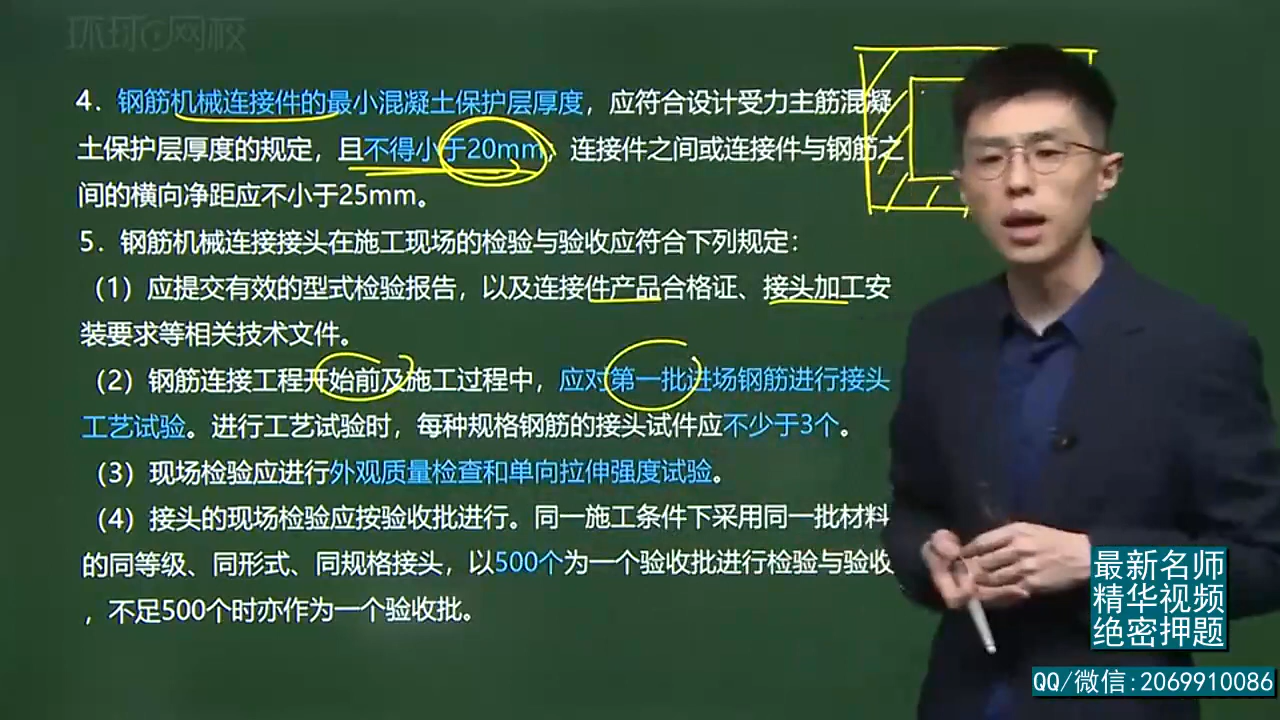 环球网校
4．钢筋机械连接件的最小混凝土保护层厚度，应符合设计受力主筋混凝
土保护层厚度的规定，且不得小于20mm，连接件之间或连接件与钢筋之
间的横向净距应不小于25mm。
5．钢筋机械连接接头在施工现场的检验与验收应符合下列规定：
（1）应提交有效的型式检验报告，以及连接件产品合格证、接头加工安
装要求等相关技术文件。
（2）钢筋连接工程开始前及施工过程中，应对第一批进场钢筋进行接头
工艺试验。进行工艺试验时，每种规格钢筋的接头试件应不少于3个。
（3）现场检验应进行外观质量检查和单向拉伸强度试验。
（4）接头的现场检验应按验收批进行。同一施工条件下采用同一批材料
的同等级、同形式、同规格接头，以500个为一个验收批进行检验与验收
，不足500个时亦作为一个验收批。
最新名师
精华视频
绝密押题
QQ/微信:2069910086